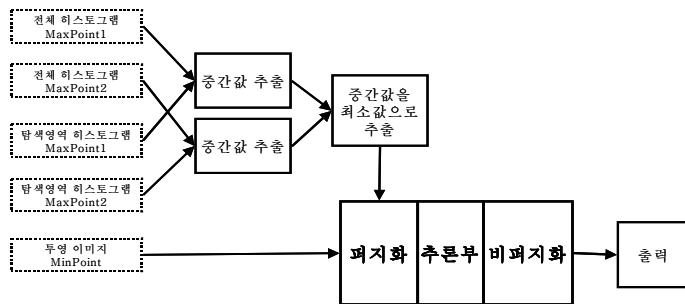 전체 히스토그램
MaxPoint1
전체 히스토그램
MaxPoint2
탐색영역 히스토그램
MaxPoint1
탐색영역 히스토그램
MaxPoint2
투영 이미지
MinPoint
중간값 추출
중간값 추출
중간값을
최소값으로
추출
퍼지화
추론부
비퍼지화
출력